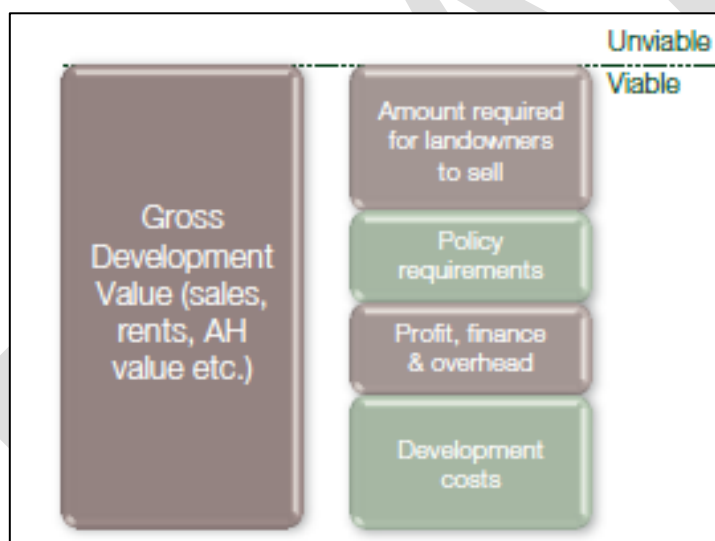 Unviable
Viable
Gross
Development
Value (sales,
rents, AH
value etc.)
Amount required
for landowners
to sell
Policy
requirements
Profit, finance
& overhead
Development
costs